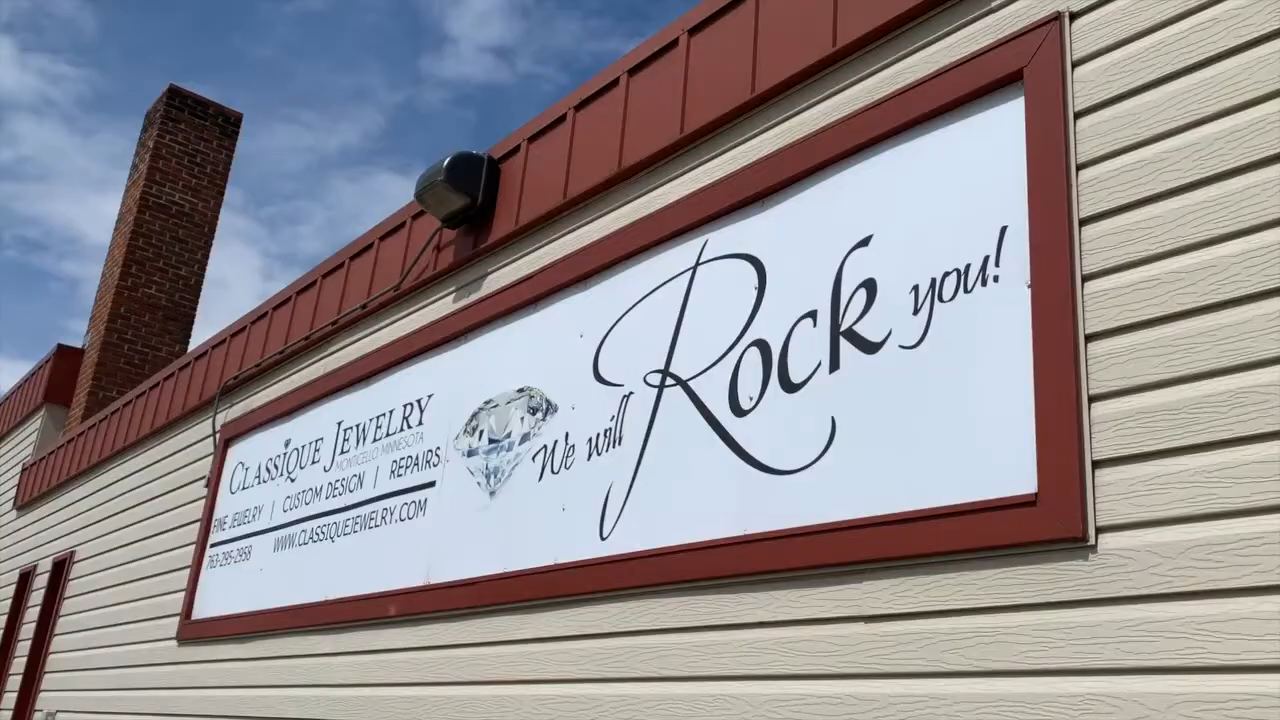 CLASSIQUE JEWELRY
MONTICELLO MINNESOTA
FINE JEWELRY | CUSTOM DESIGN | REPAIRS
763-295-2958 WWW.CLASSIQUEJEWELRY.COM
We will Rock you!